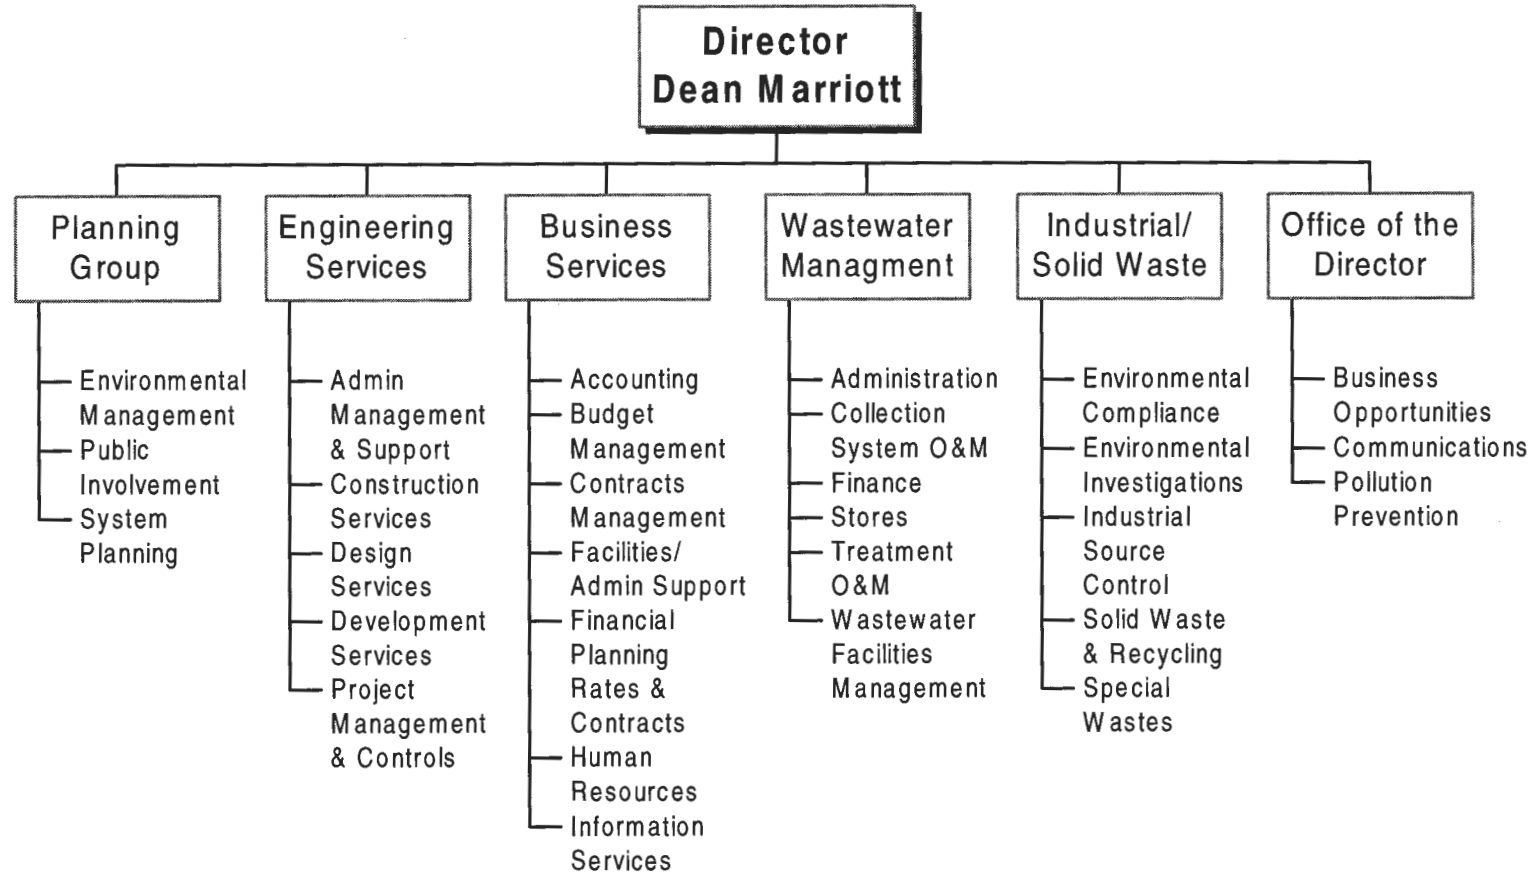 Director
Dean Marriott
Planning
Group
Environmental
Management
Public
Involvement
System
Planning
Engineering
Services
Admin
Management
& Support
Construction
Services
Design
Services
Development
Services
Project
Management
& Controls
Business
Services
Accounting
Budget
Management
Contracts
Management
Facilities/
Admin Support
Financial
Planning
Rates &
Contracts
Human
Resources
Information
Services
Wastewater
Managment
Administration
Collection
System O&M
Finance
Stores
Treatment
O&M
Wastewater
Facilities
Management
Industrial/
Solid Waste
Environmental
Compliance
Environmental
Investigations
Industrial
Source
Control
Solid Waste
& Recycling
Special
Wastes
Office of the
Director
Business
Opportunities
Communications
Pollution
Prevention